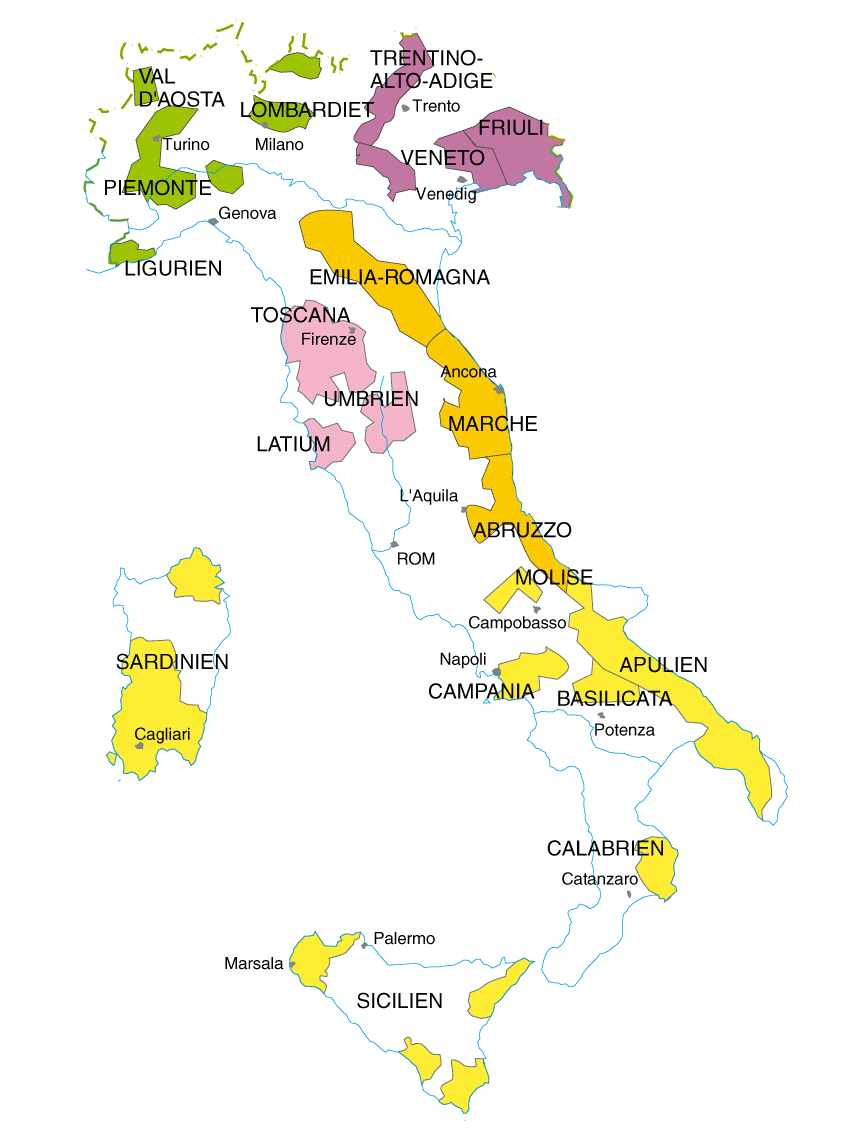 TRENTINO-
ALTO-ADIGE
VAL
D'AOSTA
LOMBARDIET
Trento
FRIULI
Turino
Milano
VENETO
PIEMONTE
Venedig
Genova
LIGURIEN
EMILIA-ROMAGNA
TOSCANA
Firenze
Ancona
UMBRIEN
MARCHE
LATIUM
L'Aquila
ABRUZZO
ROM
MOLISE
Campobasso
SARDINIEN
Napoli
APULIEN
CAMPANIA
BASILICATA
Potenza
Cagliari
CALABRIEN
Catanzaro
Palermo
Marsala
SICILIEN